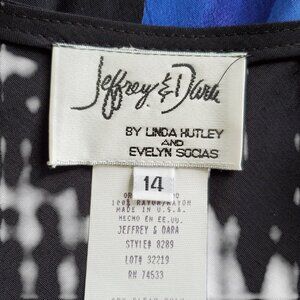 Jeffrey & Dara
BY LINDA HUTLEY
AND
EVELYN SOCIAS
14
100% RAYON/RAYON
MADE IN U.S.A.
HECHO EN EE.UU.
JEFFREY & DARA
STYLE# 8289
LOT# 32219
RN 74533